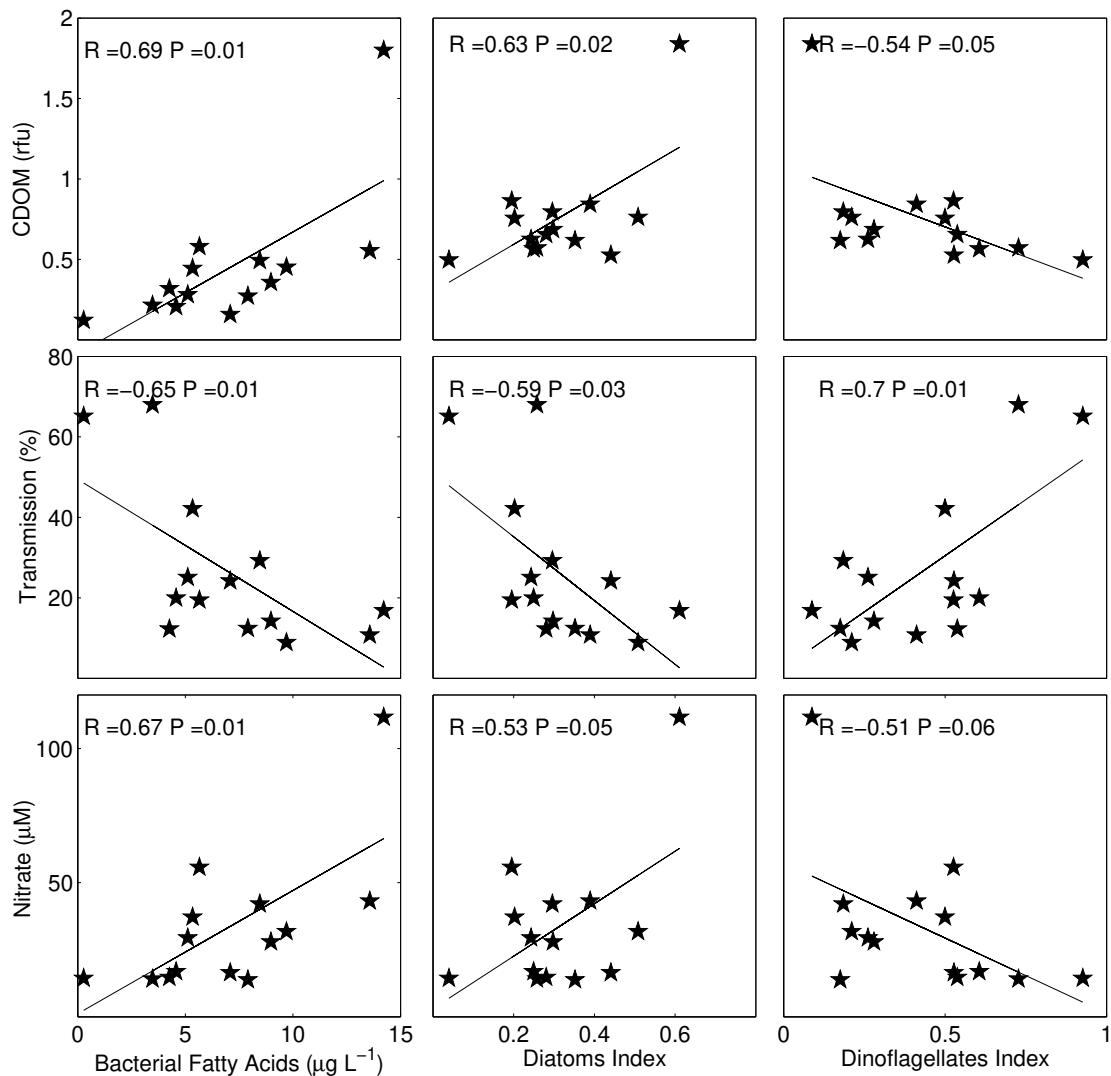 R =0.69 P =0.01
R =0.63 P =0.02
R =−0.54 P =0.05
2
1.5
1
0.5
CDOM (rfu)
R =−0.65 P =0.01
R =−0.59 P =0.03
R =0.7 P =0.01
80
60
40
20
Transmission (%)
R =0.67 P =0.01
R =0.53 P =0.05
R =−0.51 P =0.06
100
50
Nitrate (μM)
0 5 10 15
0.2 0.4 0.6
0 0.5 1
Bacterial Fatty Acids (μg L⁻¹)
Diatoms Index
Dinoflagellates Index